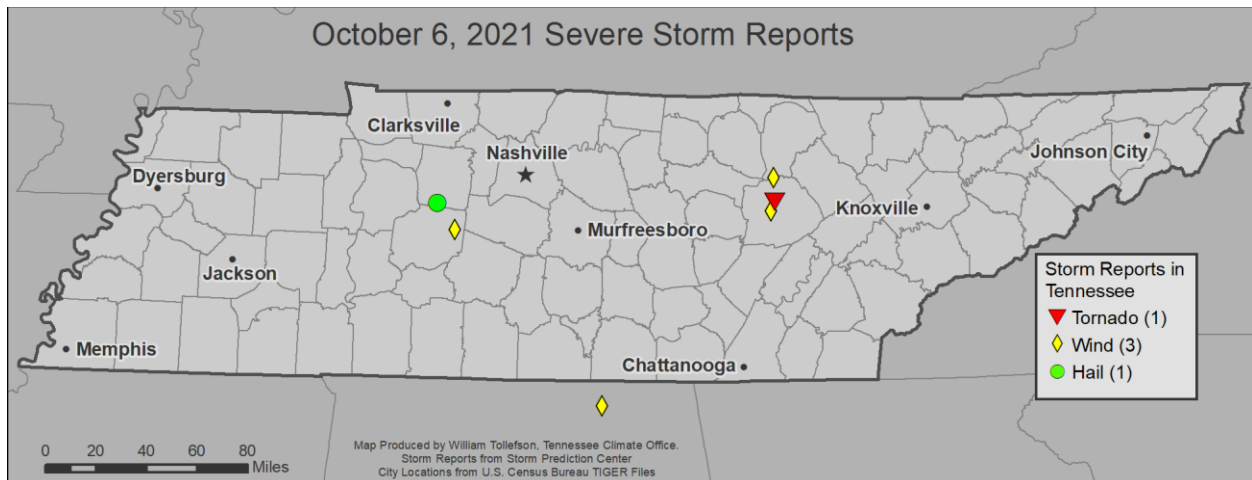 October 6, 2021 Severe Storm Reports
Clarksville
Nashville
Johnson City
Dyersburg
Knoxville
Murfreesboro
Jackson
Storm Reports in
Tennessee
Tornado (1)
Wind (3)
Hail (1)
Memphis
Chattanooga
0 20 40 60 80
Miles
Map Produced by William Tollefson, Tennessee Climate Office.
Storm Reports from Storm Prediction Center
City Locations from U.S. Census Bureau TIGER Files